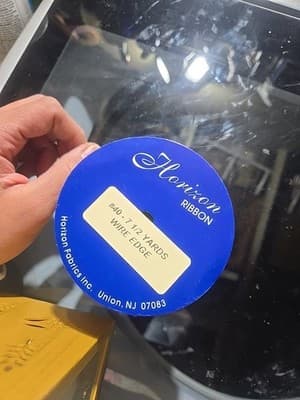 Horizon
RIBBON
#40 - 7 1/2 YARDS
WIRE EDGE
Horizon Fabrics Inc. Union, NJ 07083